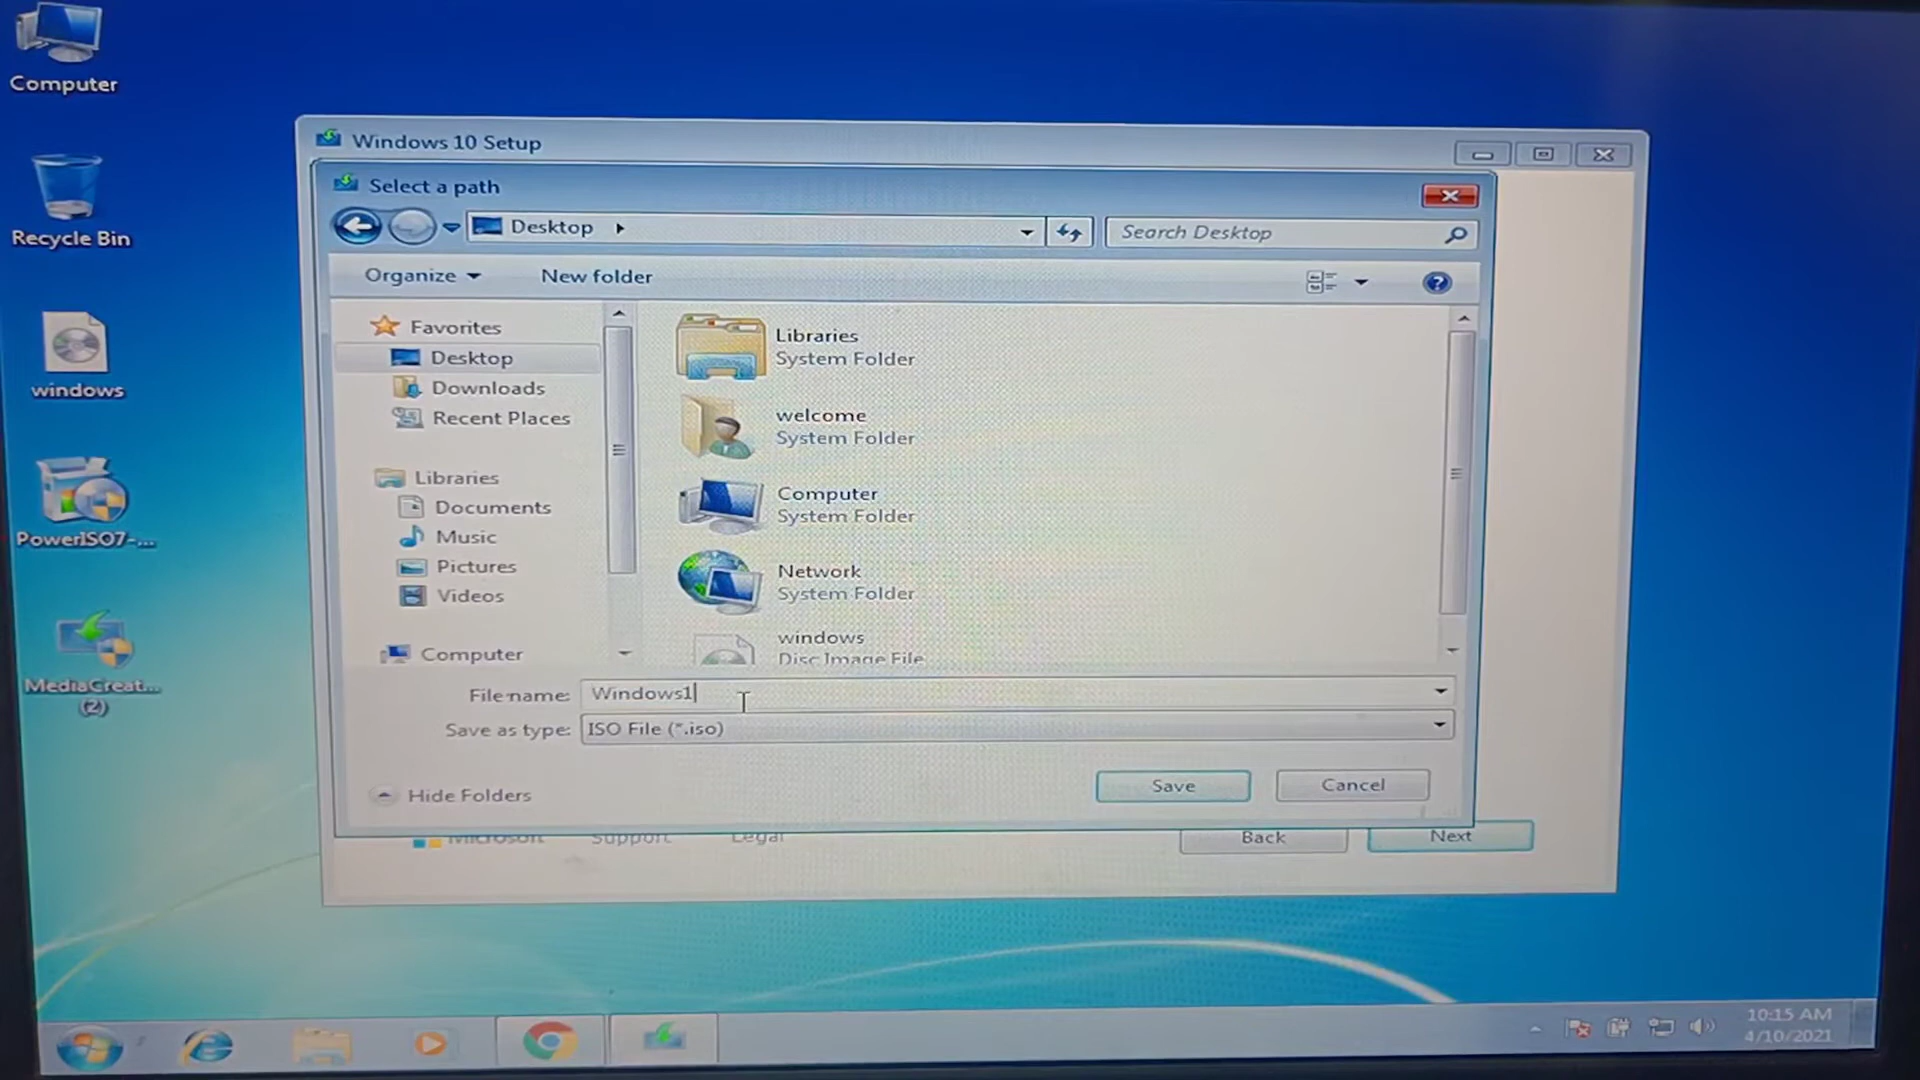 Computer
Recycle Bin
windows
PowerISO7-...
MediaCreat...
(2)
Windows 10 Setup
Select a path
Desktop
Search Desktop
Organize
New folder
Favorites
Desktop
Downloads
Recent Places
Libraries
Documents
Music
Pictures
Videos
Computer
Libraries
System Folder
welcome
System Folder
Computer
System Folder
Network
System Folder
windows
Disc Image File
File name: Windows1
Save as type: ISO File (*.iso)
Hide Folders
Save
Cancel
Microsoft
Support
Legal
Back
Next
10:15 AM
4/10/2021